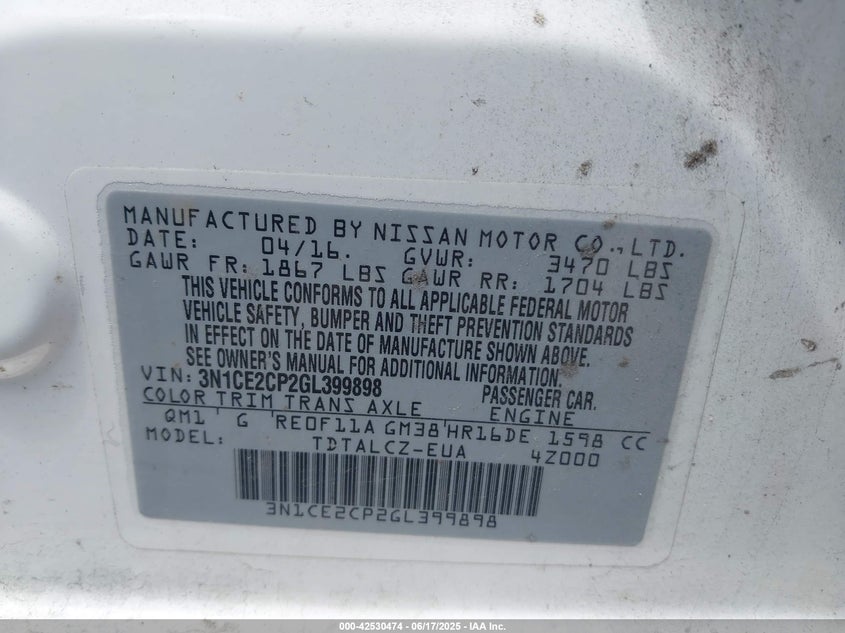 MANUFACTURED BY NISSAN MOTOR CO.,LTD.
DATE: 04/16. GVWR: 3470 LBS
GAWR FR: 1867 LBS GAWR RR: 1704 LBS
THIS VEHICLE CONFORMS TO ALL APPLICABLE FEDERAL MOTOR
VEHICLE SAFETY, BUMPER AND THEFT PREVENTION STANDARDS
IN EFFECT ON THE DATE OF MANUFACTURE SHOWN ABOVE.
SEE OWNER'S MANUAL FOR ADDITIONAL INFORMATION
VIN: 3N1CE2CP2GL399898 PASSENGER CAR.
COLOR TRIM TRANS AXLE ENGINE
QM1 ' G 'RE0F11A GM38'HR16DE 1598 CC
MODEL: TDTALCZ-EUA 4Z000
3N1CE2CP2GL399898
000-42530474 - 06/17/2025 - IAA Inc.